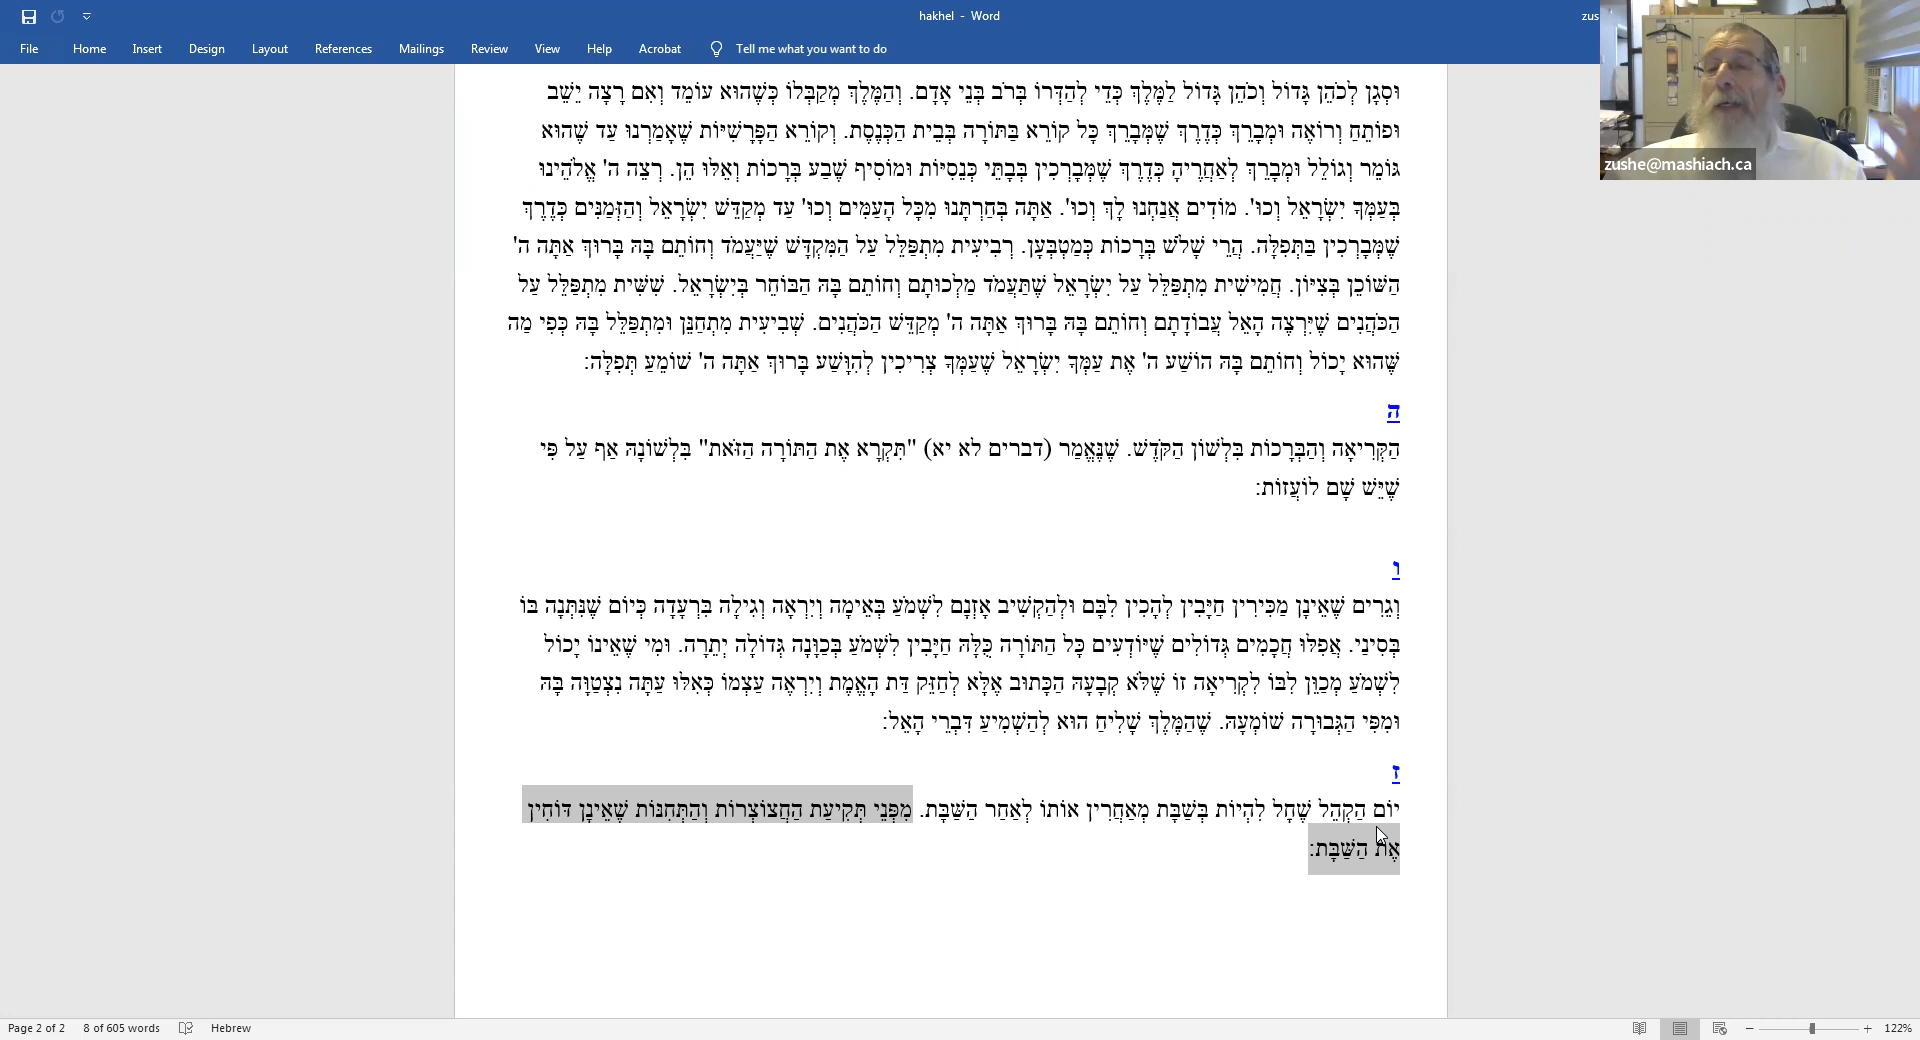 hakhel - Word
zus
File Home Insert Design Layout References Mailings Review View Help Acrobat Tell me what you want to do
zushe@mashiach.ca
וּסְגָן לְכֹהֵן גָּדוֹל וְכֹהֵן גָּדוֹל לַמֶּלֶךְ כְּדֵי לְהַדְּרוֹ בְּרֹב בְּנֵי אָדָם. וְהַמֶּלֶךְ מְקַבְּלוֹ כְּשֶׁהוּא עוֹמֵד וְאִם רָצָה יֵשֵׁב
וּפוֹתֵחַ וְרוֹאֶה וּמְבָרֵךְ כְּדֶרֶךְ שֶׁמְּבָרֵךְ כָּל קוֹרֵא בַּתּוֹרָה בְּבֵית הַכְּנֶסֶת. וְקוֹרֵא הַפָּרָשִׁיּוֹת שֶׁאָמַרְנוּ עַד שֶׁהוּא
גּוֹמֵר וְגוֹלֵל וּמְבָרֵךְ לְאַחֲרֶיהָ כְּדֶרֶךְ שֶׁמְּבָרְכִין בְּבָתֵּי כְּנֵסִיּוֹת וּמוֹסִיף שֶׁבַע בְּרָכוֹת וְאֵלּוּ הֵן. רְצֵה ה' אֱלֹהֵינוּ
בְּעַמְּךָ יִשְׂרָאֵל וְכוּ'. מוֹדִים אֲנַחְנוּ לָךְ וְכוּ'. אַתָּה בְּחַרְתָּנוּ מִכָּל הָעַמִּים וְכוּ' עַד מְקַדֵּשׁ יִשְׂרָאֵל וְהַזְּמַנִּים כְּדֶרֶךְ
שֶׁמְּבָרְכִין בַּתְּפִלָּה. הֲרֵי שָׁלֹשׁ בְּרָכוֹת כְּמַטְבְּעָן. רְבִיעִית מִתְפַּלֵּל עַל הַמִּקְדָּשׁ שֶׁיַּעֲמֹד וְחוֹתֵם בָּהּ בָּרוּךְ אַתָּה ה'
הַשּׁוֹכֵן בְּצִיּוֹן. חֲמִישִׁית מִתְפַּלֵּל עַל יִשְׂרָאֵל שֶׁתַּעֲמֹד מַלְכוּתָם וְחוֹתֵם בָּהּ הַבּוֹחֵר בְּיִשְׂרָאֵל. שִׁשִּׁית מִתְפַּלֵּל עַל
הַכֹּהֲנִים שֶׁיִּרְצֶה הָאֵל עֲבוֹדָתָם וְחוֹתֵם בָּהּ בָּרוּךְ אַתָּה ה' מְקַדֵּשׁ הַכֹּהֲנִים. שְׁבִיעִית מִתְחַנֵּן וּמִתְפַּלֵּל בָּהּ כְּפִי מַה
שֶּׁהוּא יָכוֹל וְחוֹתֵם בָּהּ הוֹשַׁע ה' אֶת עַמְּךָ יִשְׂרָאֵל שֶׁעַמְּךָ צְרִיכִין לְהִוָּשַׁע בָּרוּךְ אַתָּה ה' שׁוֹמֵעַ תְּפִלָּה:
ה
הַקְּרִיאָה וְהַבְּרָכוֹת בִּלְשׁוֹן הַקֹּדֶשׁ. שֶׁנֶּאֱמַר (דברים לא יא) "תִּקְרָא אֶת הַתּוֹרָה הַזֹּאת" בִּלְשׁוֹנָהּ אַף עַל פִּי
שֶׁיֵּשׁ שָׁם לוֹעֲזוֹת:
ו
וְגֵרִים שֶׁאֵינָן מַכִּירִין חַיָּבִין לְהָכִין לִבָּם וּלְהַקְשִׁיב אָזְנָם לִשְׁמֹעַ בְּאֵימָה וְיִרְאָה וְגִילָה בִּרְעָדָה כְּיוֹם שֶׁנִּתְּנָה בּוֹ
בְּסִינַי. אֲפִלּוּ חֲכָמִים גְּדוֹלִים שֶׁיּוֹדְעִים כָּל הַתּוֹרָה כֻּלָּהּ חַיָּבִין לִשְׁמֹעַ בְּכַוָּנָה גְּדוֹלָה יְתֵרָה. וּמִי שֶׁאֵינוֹ יָכוֹל
לִשְׁמֹעַ מְכַוֵּן לִבּוֹ לִקְרִיאָה זוֹ שֶׁלֹּא קְבָעָהּ הַכָּתוּב אֶלָּא לְחַזֵּק דַּת הָאֱמֶת וְיִרְאֶה עַצְמוֹ כְּאִלּוּ עַתָּה נִצְטַוָּה בָּהּ
וּמִפִּי הַגְּבוּרָה שׁוֹמְעָהּ. שֶׁהַמֶּלֶךְ שָׁלִיחַ הוּא לְהַשְׁמִיעַ דִּבְרֵי הָאֵל:
ז
יוֹם הַקְהֵל שֶׁחָל לִהְיוֹת בְּשַׁבָּת מְאַחֲרִין אוֹתוֹ לְאַחַר הַשַּׁבָּת. מִפְּנֵי תְּקִיעַת הַחֲצוֹצְרוֹת וְהַתְּחִנּוֹת שֶׁאֵינָן דּוֹחִין
אֶת הַשַּׁבָּת:
Page 2 of 2 8 of 605 words Hebrew 122%